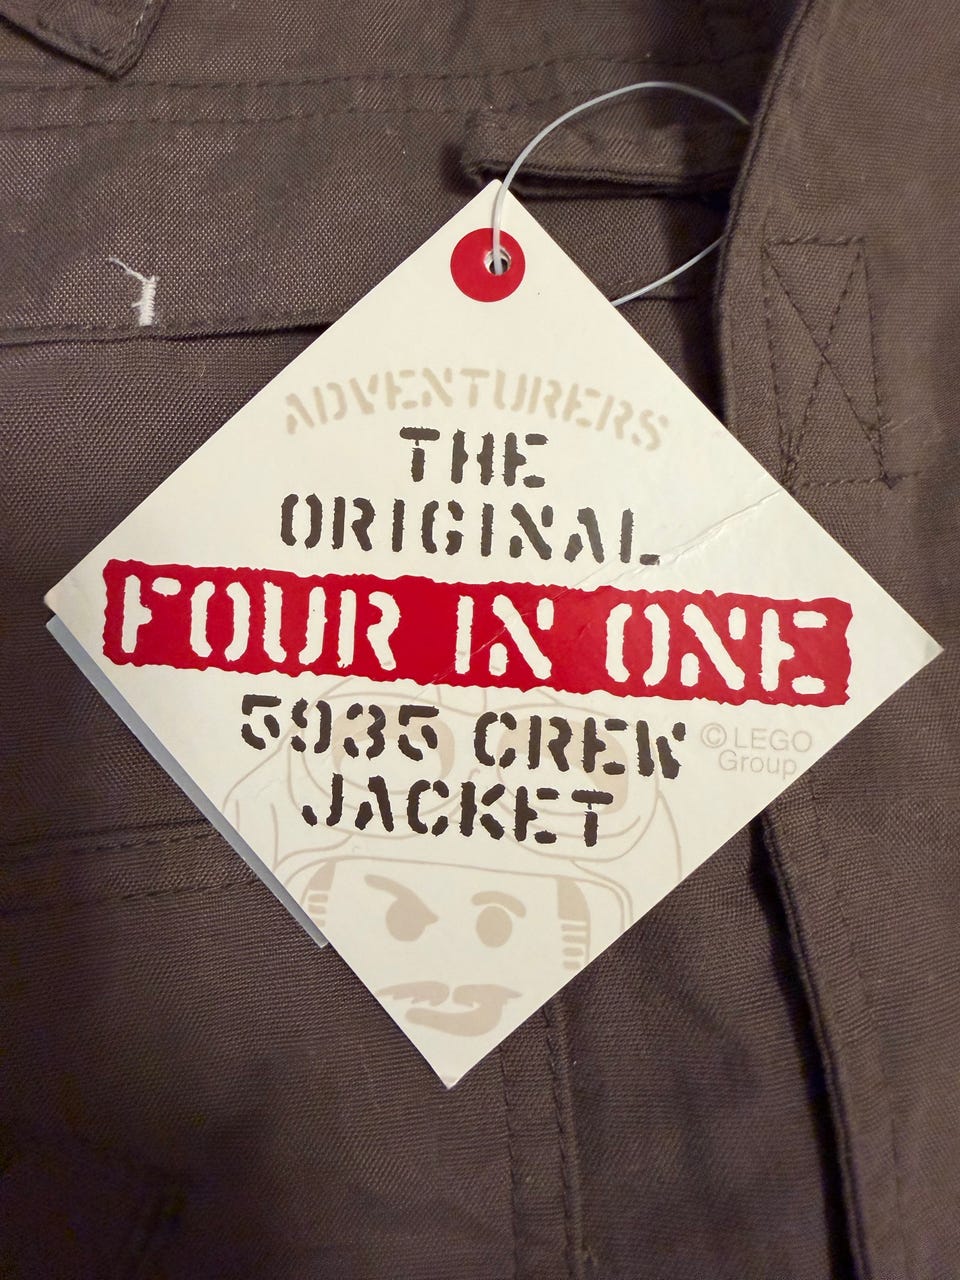 ADVENTURERS
THE
ORIGINAL
FOUR IN ONE
5935 CREW
JACKET
© LEGO
Group